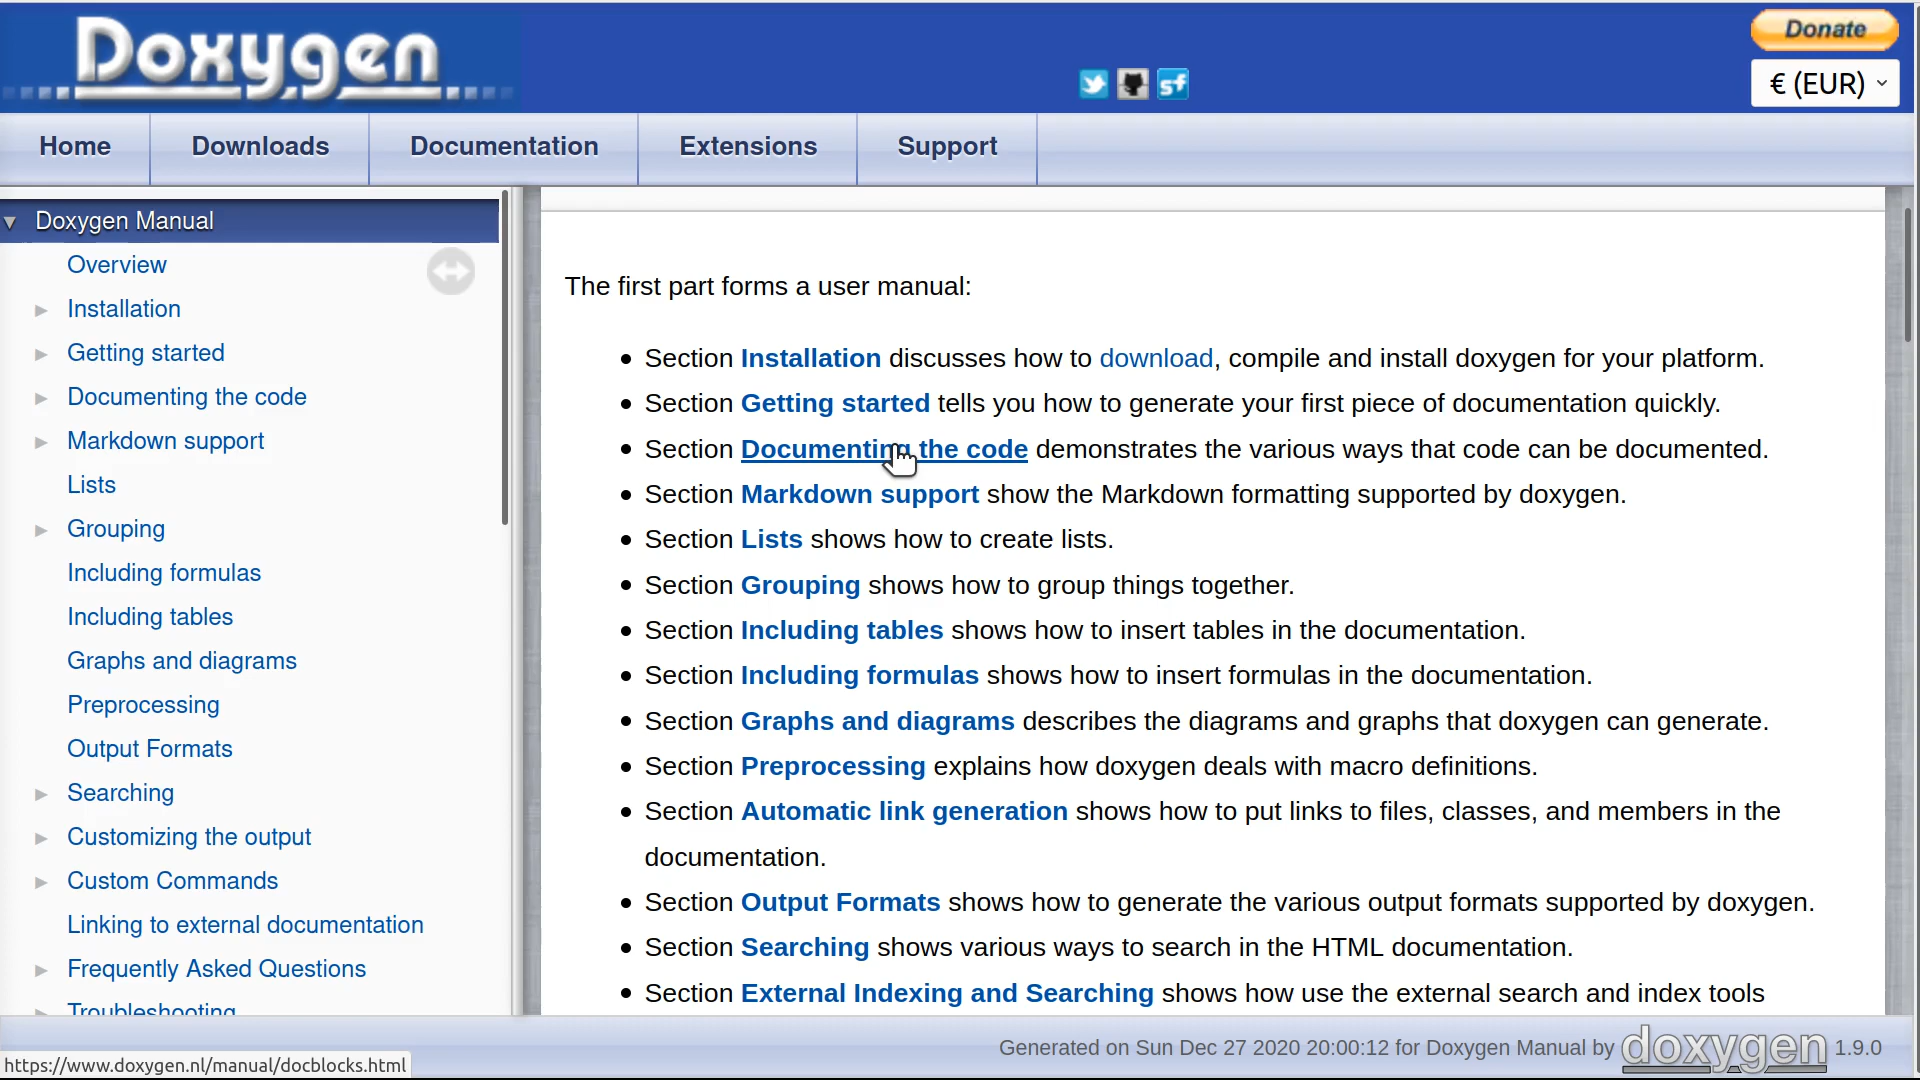 Doxygen
Donate
€ (EUR)
Home
Downloads
Documentation
Extensions
Support
Doxygen Manual
Overview
Installation
Getting started
Documenting the code
Markdown support
Lists
Grouping
Including formulas
Including tables
Graphs and diagrams
Preprocessing
Output Formats
Searching
Customizing the output
Custom Commands
Linking to external documentation
Frequently Asked Questions
Troubleshooting
The first part forms a user manual:
Section Installation discusses how to download, compile and install doxygen for your platform.
Section Getting started tells you how to generate your first piece of documentation quickly.
Section Documenting the code demonstrates the various ways that code can be documented.
Section Markdown support show the Markdown formatting supported by doxygen.
Section Lists shows how to create lists.
Section Grouping shows how to group things together.
Section Including tables shows how to insert tables in the documentation.
Section Including formulas shows how to insert formulas in the documentation.
Section Graphs and diagrams describes the diagrams and graphs that doxygen can generate.
Section Preprocessing explains how doxygen deals with macro definitions.
Section Automatic link generation shows how to put links to files, classes, and members in the
documentation.
Section Output Formats shows how to generate the various output formats supported by doxygen.
Section Searching shows various ways to search in the HTML documentation.
Section External Indexing and Searching shows how use the external search and index tools
Generated on Sun Dec 27 2020 20:00:12 for Doxygen Manual by doxygen 1.9.0
https://www.doxygen.nl/manual/docblocks.html